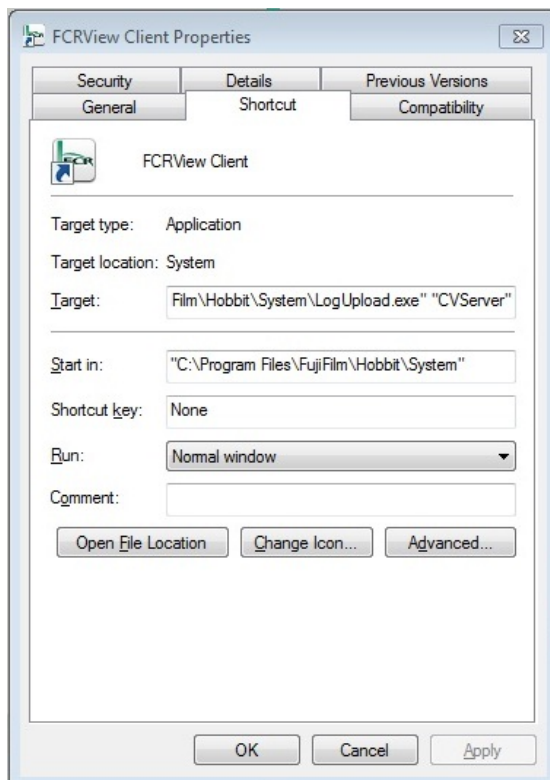 FCRView Client Properties
Security Details Previous Versions
General Shortcut Compatibility
FCR
FCRView Client
Target type: Application
Target location: System
Target: Film\Hobbit\System\LogUpload.exe" "CVServer"
Start in: "C:\Program Files\FujiFilm\Hobbit\System"
Shortcut key: None
Run: Normal window
Comment:
Open File Location Change Icon... Advanced...
OK Cancel Apply